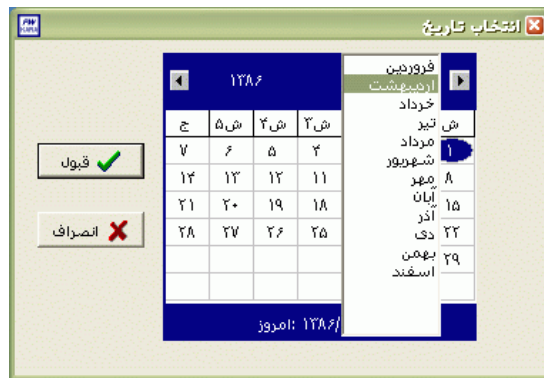 انتخاب تاریخ
۱۳۸۶
فروردین
اردیبهشت
خرداد
تیر
مرداد
شهریور
مهر
آبان
آذر
دی
بهمن
اسفند
ش ش۳ ش۴ ش۵ ج
۱ ۴ ۵ ۶ ۷
۸ ۱۱ ۱۲ ۱۳ ۱۴
۱۵ ۱۸ ۱۹ ۲۰ ۲۱
۲۲ ۲۵ ۲۶ ۲۷ ۲۸
۲۹
امروز: ۱۳۸۶/
قبول
انصراف